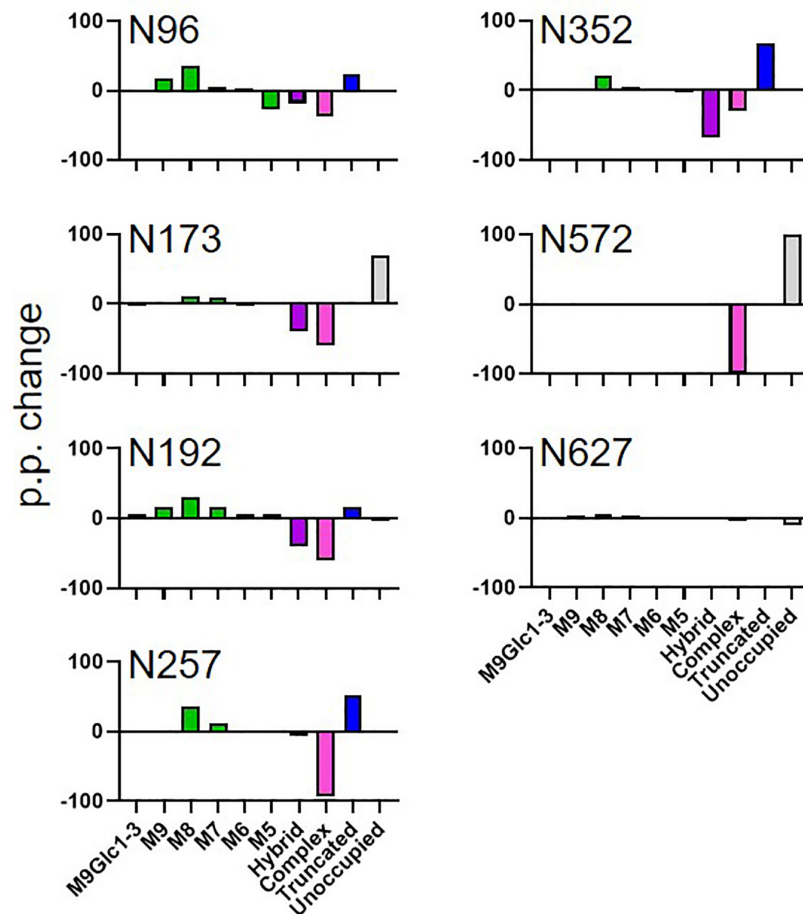 p.p. change
N96
100
0
-100
N352
100
0
-100
N173
100
0
-100
N572
100
0
-100
N192
100
0
-100
N627
100
0
-100
M9Glc1-3
M9
M8
M7
M6
M5
Hybrid
Complex
Truncated
Unoccupied
N257
100
0
-100
M9Glc1-3
M9
M8
M7
M6
M5
Hybrid
Complex
Truncated
Unoccupied